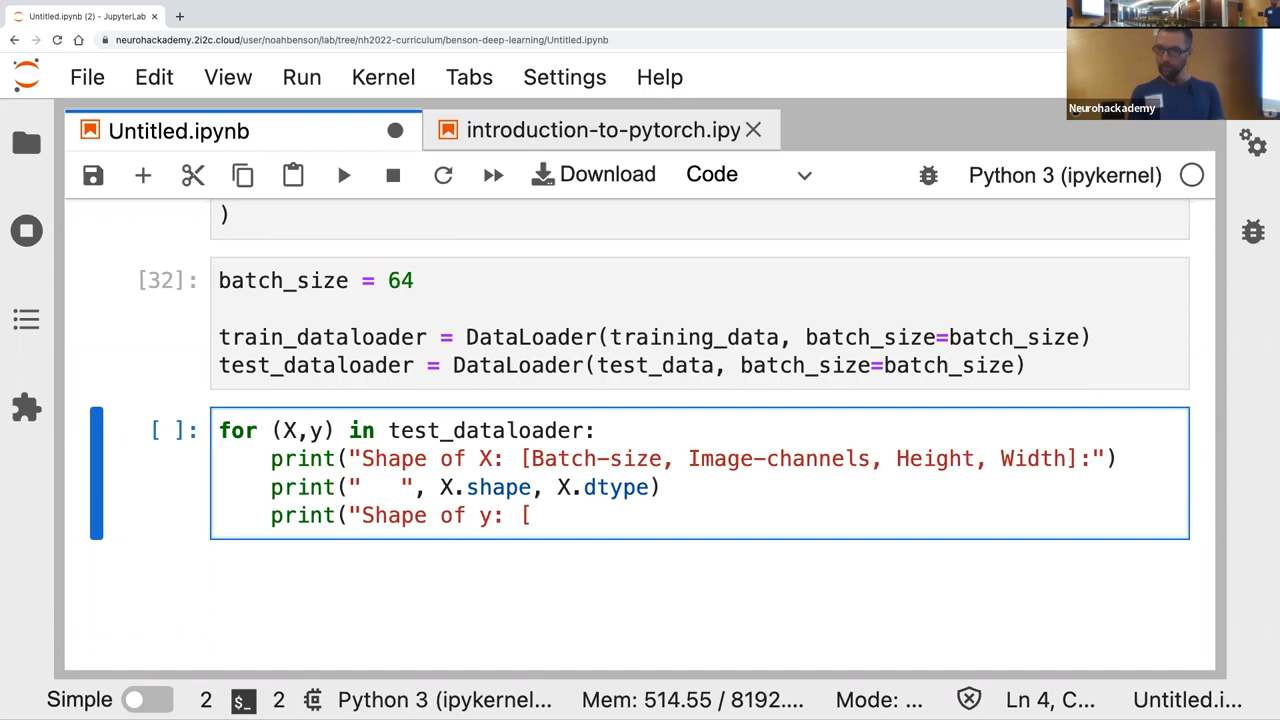 Untitled.ipynb (2) - JupyterLab
neurohackademy.2i2c.cloud/user/noahbenson/lab/tree/nh2022-curriculum/benson-deep-learning/Untitled.ipynb
Neurohackademy
File Edit View Run Kernel Tabs Settings Help
Untitled.ipynb introduction-to-pytorch.ipy
Download Code Python 3 (ipykernel)
)
[32]: batch_size = 64
train_dataloader = DataLoader(training_data, batch_size=batch_size)
test_dataloader = DataLoader(test_data, batch_size=batch_size)
[ ]: for (X,y) in test_dataloader:
print("Shape of X: [Batch-size, Image-channels, Height, Width]:")
print("   ", X.shape, X.dtype)
print("Shape of y: [
Simple 2 $_ 2 Python 3 (ipykernel... Mem: 514.55 / 8192.... Mode: ... Ln 4, C... Untitled.i...